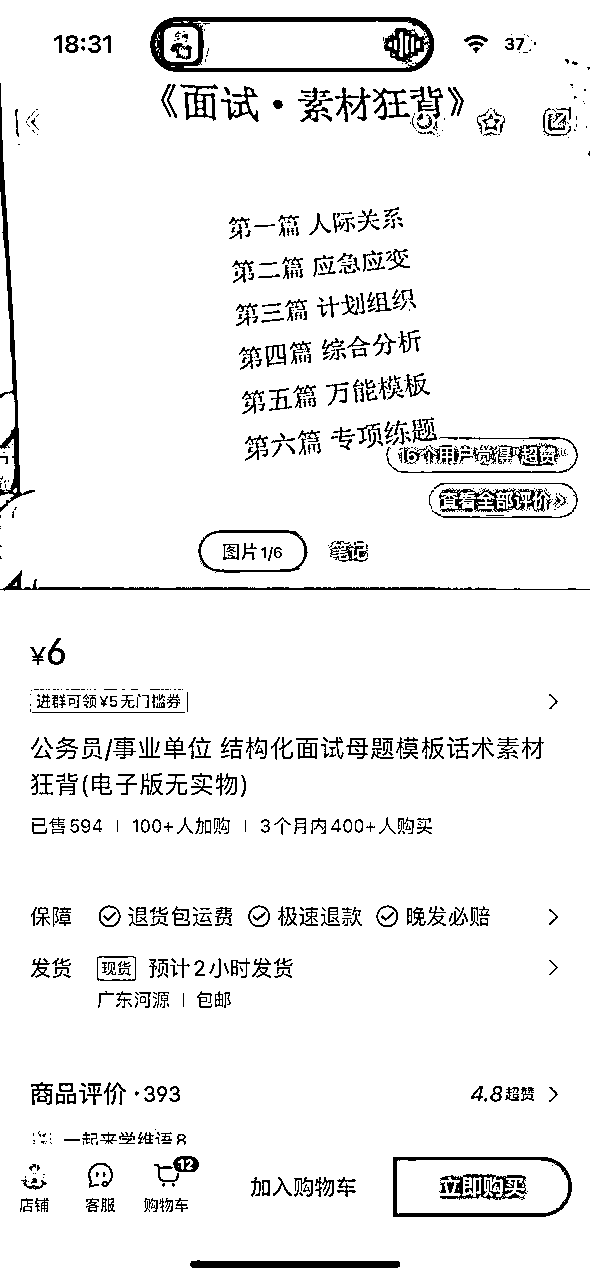 18:31
37
《面试·素材狂背》
第一篇 人际关系
第二篇 应急应变
第三篇 计划组织
第四篇 综合分析
第五篇 万能模板
第六篇 专项练题
16个用户觉得"超赞"
查看全部评价
图片1/6 笔记
¥6
进群可领¥5无门槛券
公务员/事业单位 结构化面试母题模板话术素材
狂背(电子版无实物)
已售594 | 100+人加购 | 3个月内400+人购买
保障 退货包运费 极速退款 晚发必赔
发货 现货 预计2小时发货
广东河源 | 包邮
商品评价·393 4.8超赞
一起来学维语8
12
店铺 客服 购物车 加入购物车 立即购买